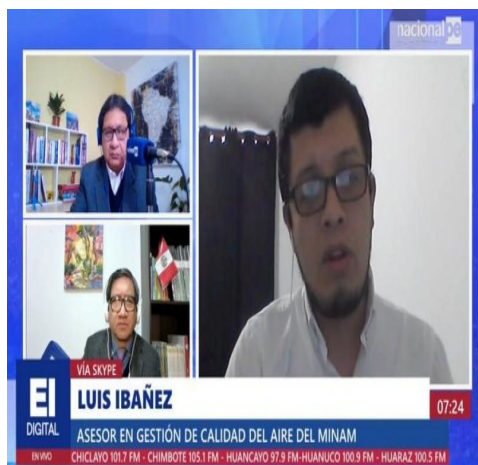 nacional pe
VÍA SKYPE
EI
DIGITAL
LUIS IBAÑEZ
07:24
ASESOR EN GESTIÓN DE CALIDAD DEL AIRE DEL MINAM
EN VIVO
CHICLAYO 101.7 FM - CHIMBOTE 105.1 FM - HUANCAYO 97.9 FM-HUANUCO 100.9 FM - HUARAZ 100.5 FM